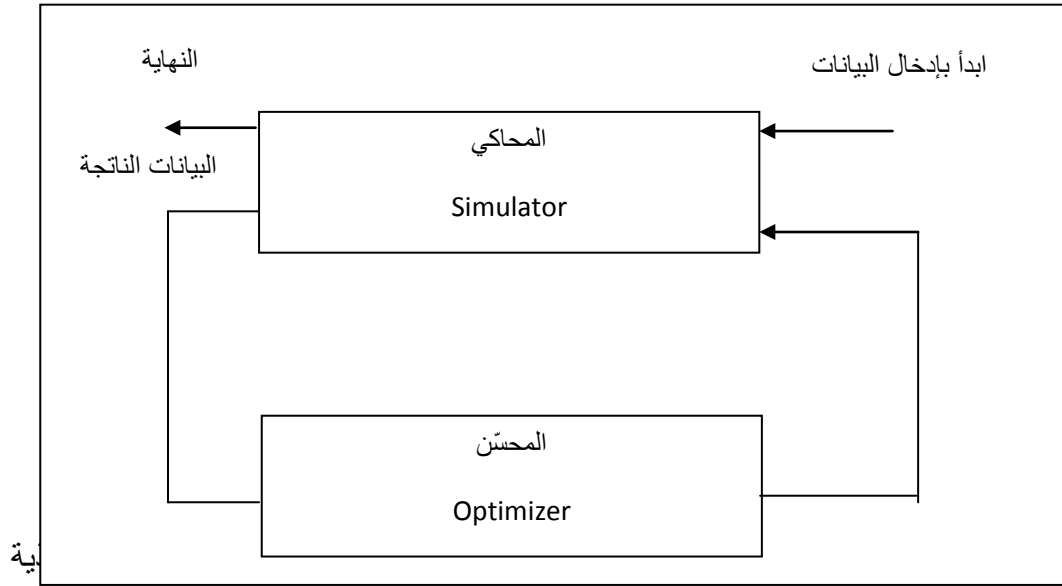 ابدأ بإدخال البيانات
النهاية
المحاكي
البيانات الناتجة
Simulator
المحسّن
Optimizer